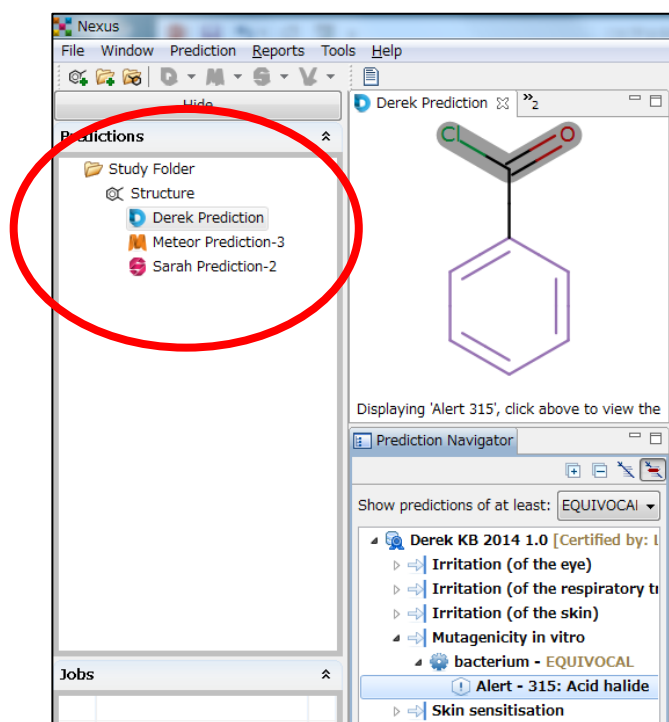 Nexus
File Window Prediction Reports Tools Help
Hide
Predictions
Study Folder
Structure
Derek Prediction
Meteor Prediction-3
Sarah Prediction-2
Jobs
Derek Prediction
»2
Cl
O
Displaying 'Alert 315', click above to view the
Prediction Navigator
Show predictions of at least: EQUIVOCAL
Derek KB 2014 1.0 [Certified by: L
Irritation (of the eye)
Irritation (of the respiratory tr
Irritation (of the skin)
Mutagenicity in vitro
bacterium - EQUIVOCAL
Alert - 315: Acid halide
Skin sensitisation